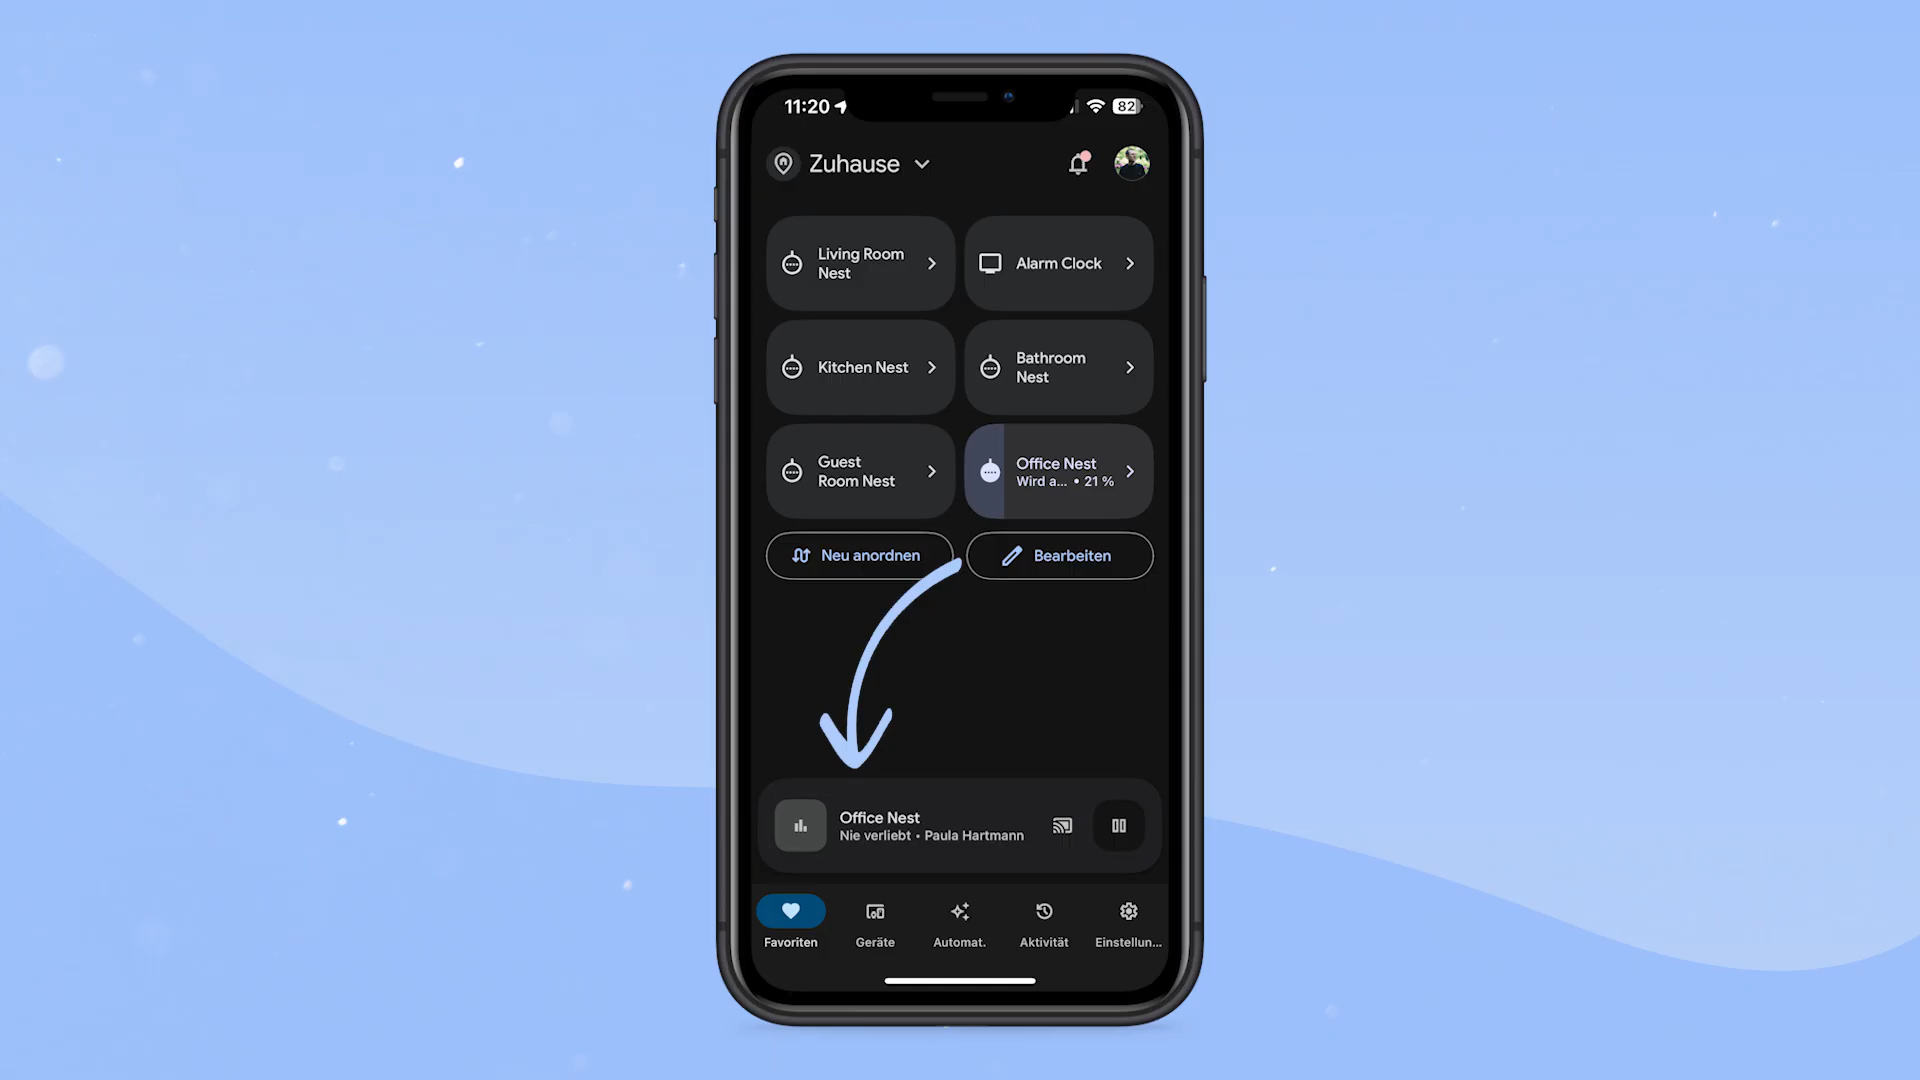 11:20
82
Zuhause
Living Room
Nest
Alarm Clock
Kitchen Nest
Bathroom
Nest
Guest
Room Nest
Office Nest
Wird a... • 21 %
Neu anordnen
Bearbeiten
Office Nest
Nie verliebt • Paula Hartmann
Favoriten
Geräte
Automat.
Aktivität
Einstellun...